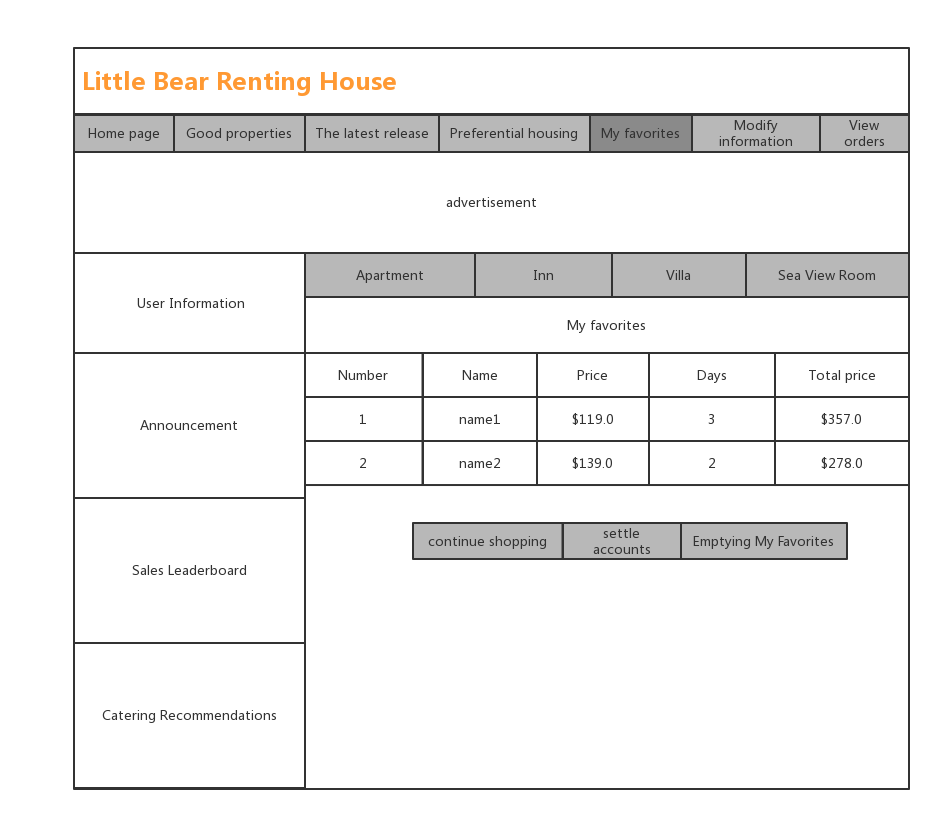 Little Bear Renting House
Home page
Good properties
The latest release
Preferential housing
My favorites
Modify
information
View
orders
advertisement
User Information
Apartment
Inn
Villa
Sea View Room
My favorites
Announcement
Number
Name
Price
Days
Total price
1
name1
$119.0
3
$357.0
2
name2
$139.0
2
$278.0
Sales Leaderboard
continue shopping
settle
accounts
Emptying My Favorites
Catering Recommendations